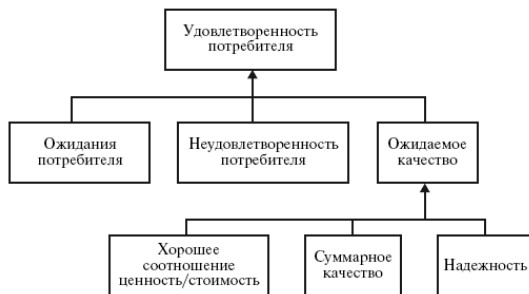 Удовлетворенность
потребителя
Ожидания
потребителя
Неудовлетворенность
потребителя
Ожидаемое
качество
Хорошее
соотношение
ценность/стоимость
Суммарное
качество
Надежность